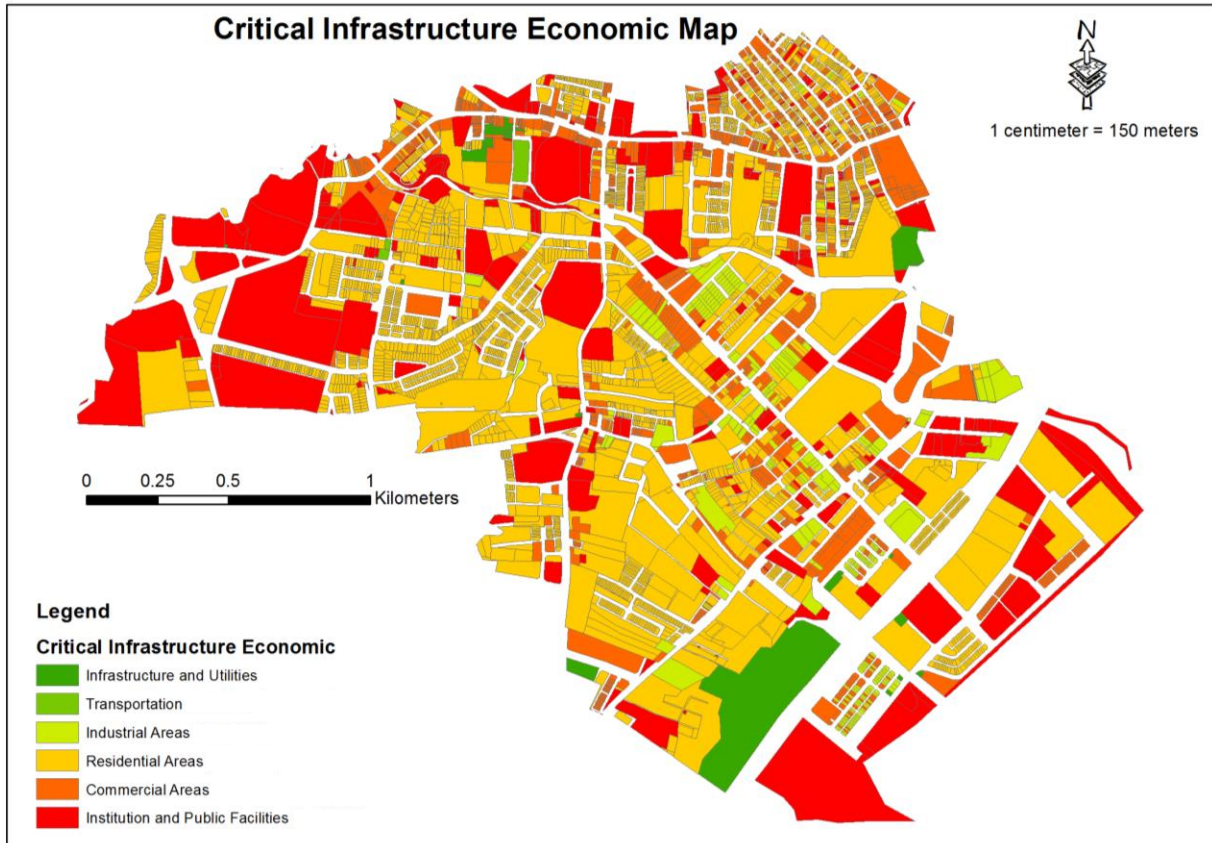 Critical Infrastructure Economic Map
N
1 centimeter = 150 meters
0 0.25 0.5 1
Kilometers
Legend
Critical Infrastructure Economic
Infrastructure and Utilities
Transportation
Industrial Areas
Residential Areas
Commercial Areas
Institution and Public Facilities